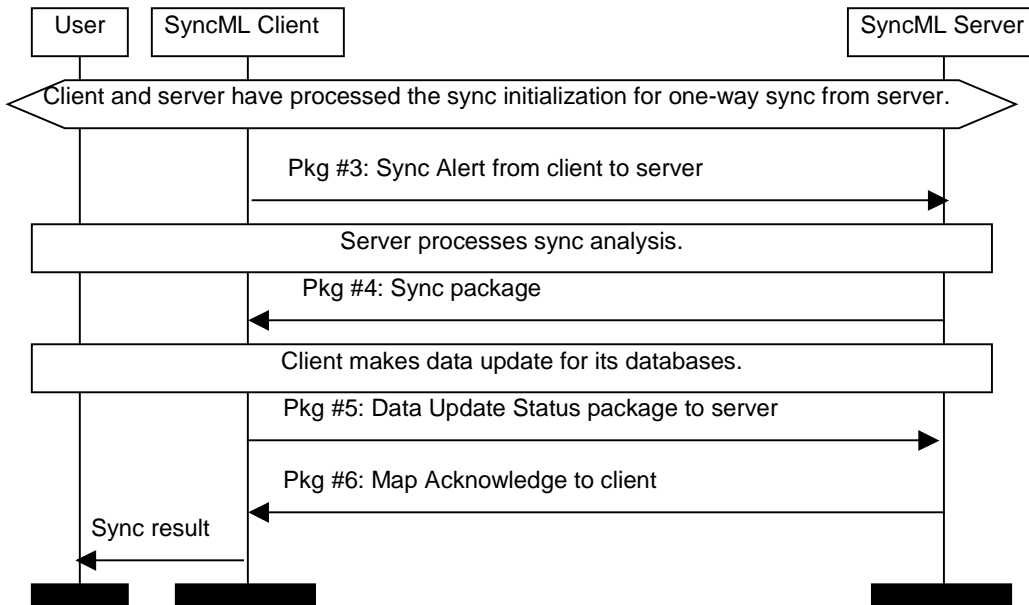 User
SyncML Client
SyncML Server
Client and server have processed the sync initialization for one-way sync from server.
Pkg #3: Sync Alert from client to server
Server processes sync analysis.
Pkg #4: Sync package
Client makes data update for its databases.
Pkg #5: Data Update Status package to server
Pkg #6: Map Acknowledge to client
Sync result